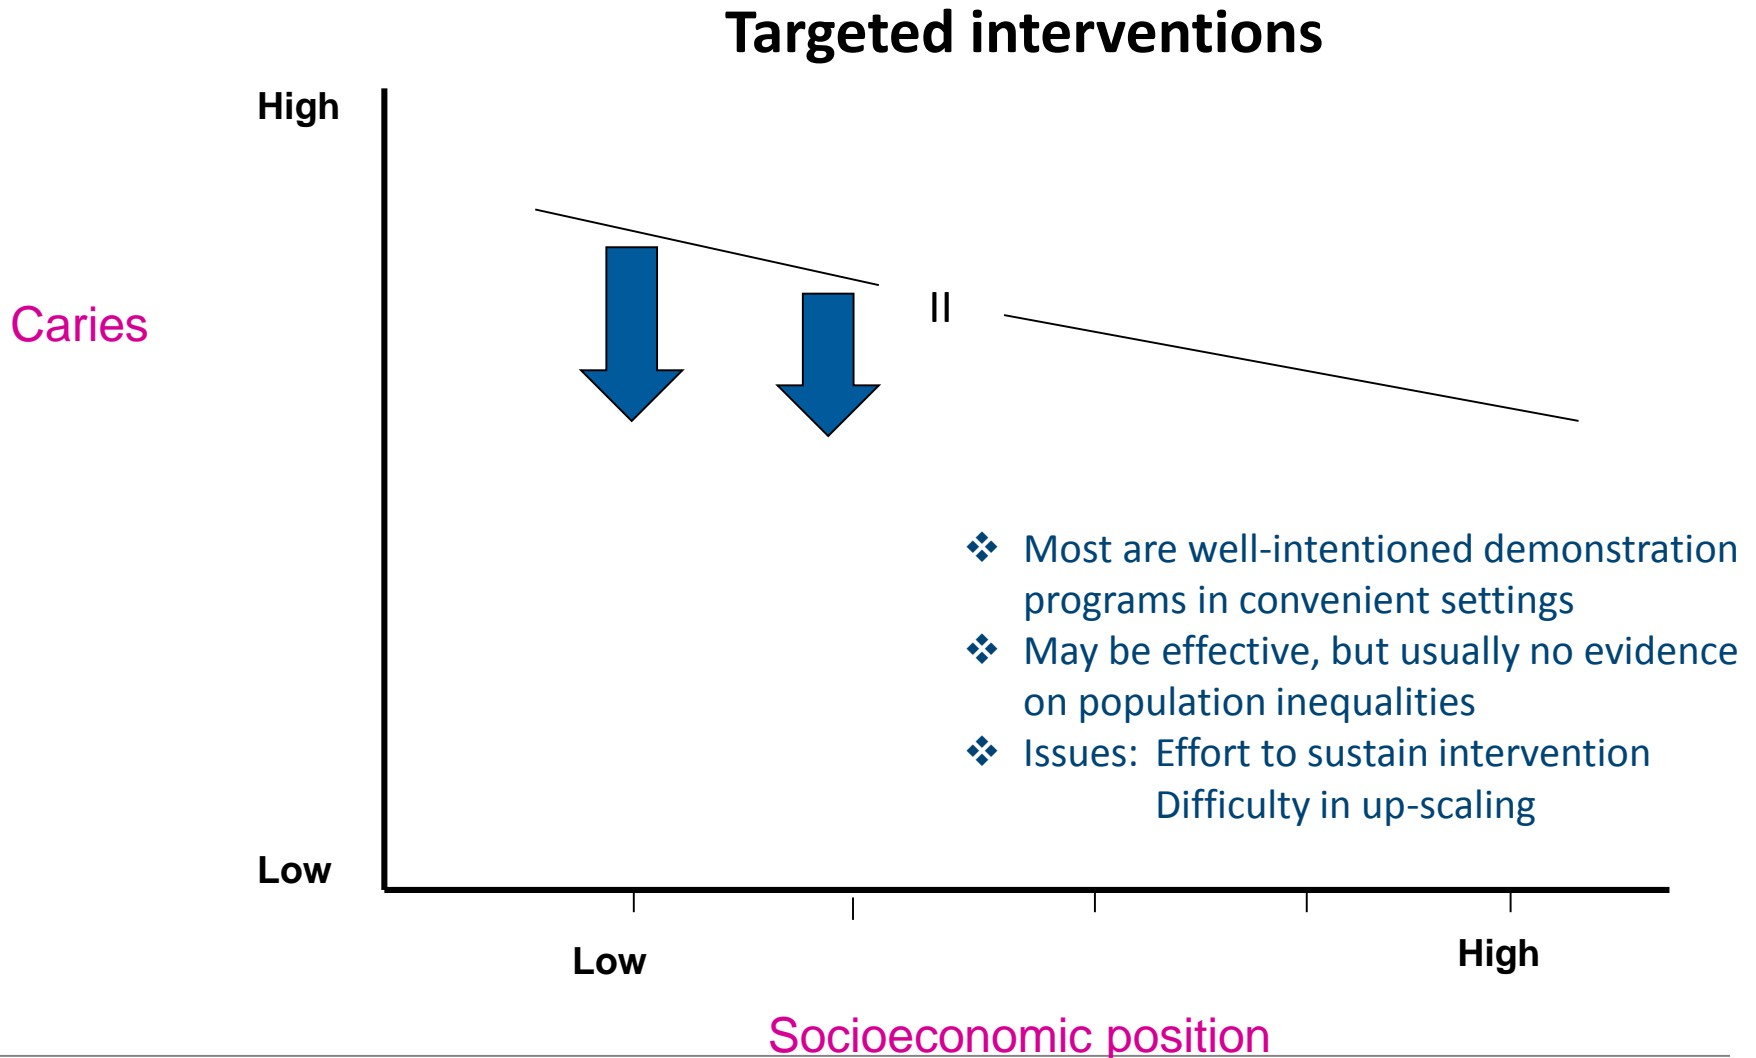 Targeted interventions
High
Caries
||
❖ Most are well-intentioned demonstration
programs in convenient settings
❖ May be effective, but usually no evidence
on population inequalities
❖ Issues: Effort to sustain intervention
Difficulty in up-scaling
Low
Low
High
Socioeconomic position